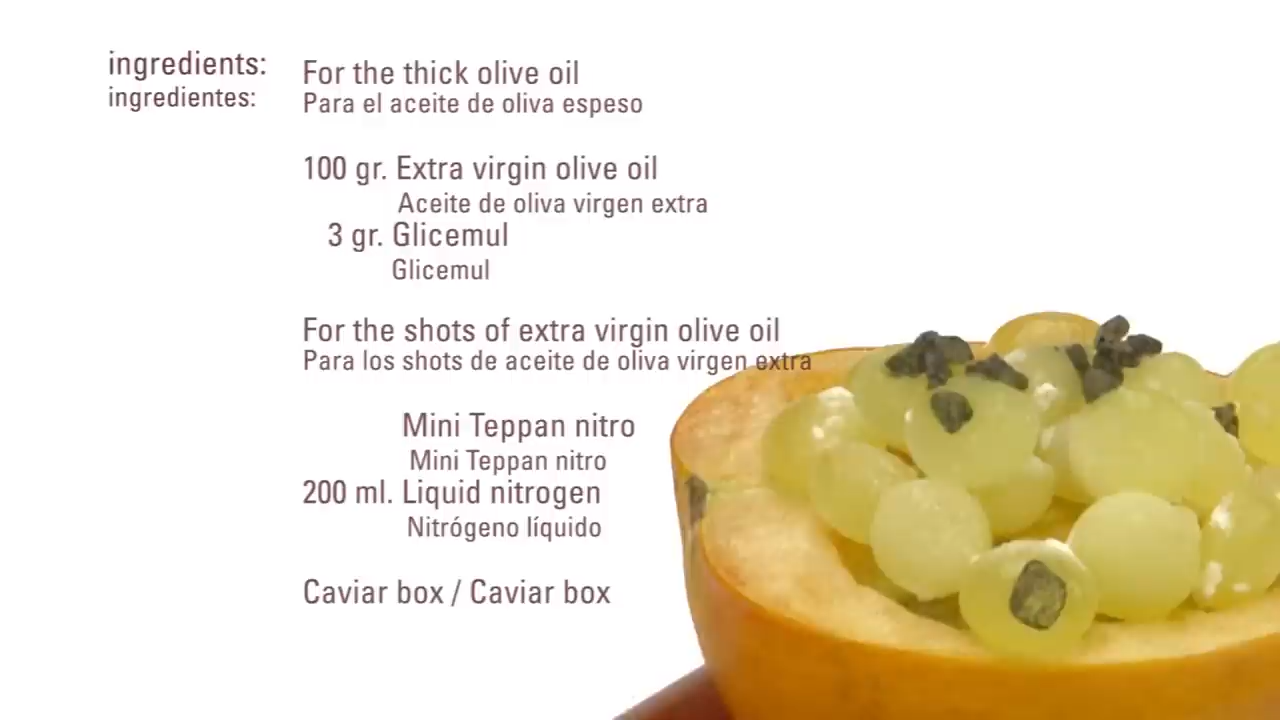 ingredients:
ingredientes:
For the thick olive oil
Para el aceite de oliva espeso
100 gr. Extra virgin olive oil
Aceite de oliva virgen extra
3 gr. Glicemul
Glicemul
For the shots of extra virgin olive oil
Para los shots de aceite de oliva virgen extra
Mini Teppan nitro
Mini Teppan nitro
200 ml. Liquid nitrogen
Nitrógeno líquido
Caviar box / Caviar box